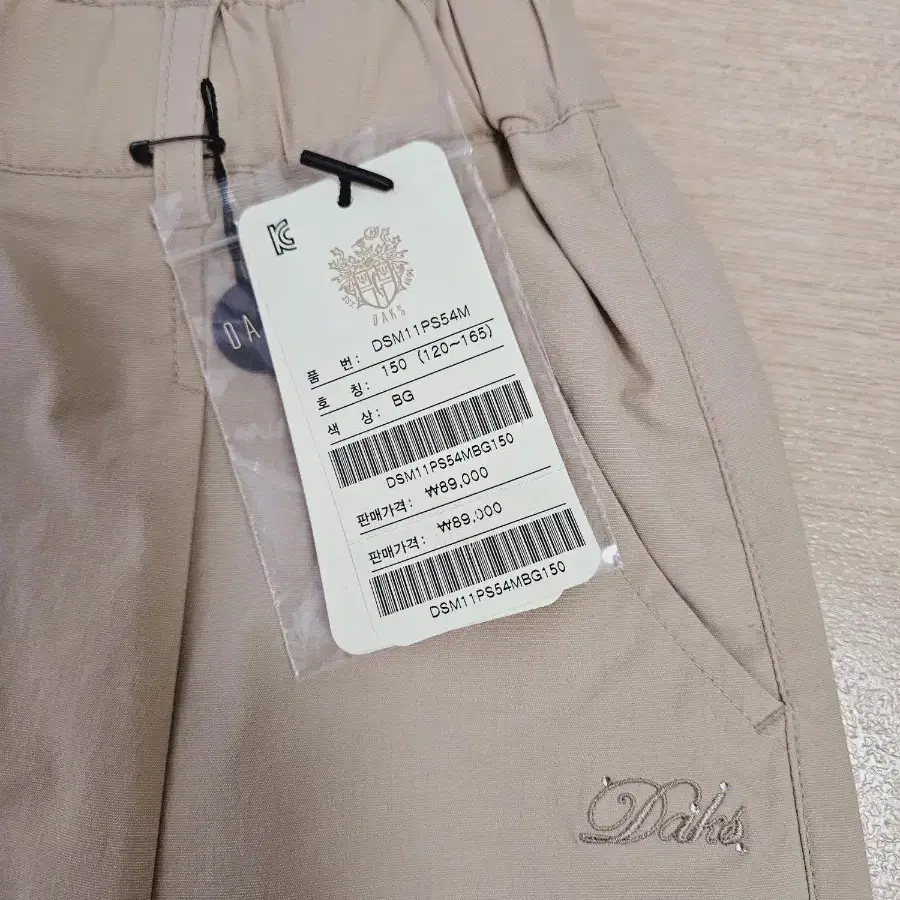 DAKS
품 번: DSM11PS54M
호 칭: 150 (120~165)
색 상: BG
DSM11PS54MBG150
판매가격: ₩89,000
판매가격: ₩89,000
DSM11PS54MBG150
DA
Daks